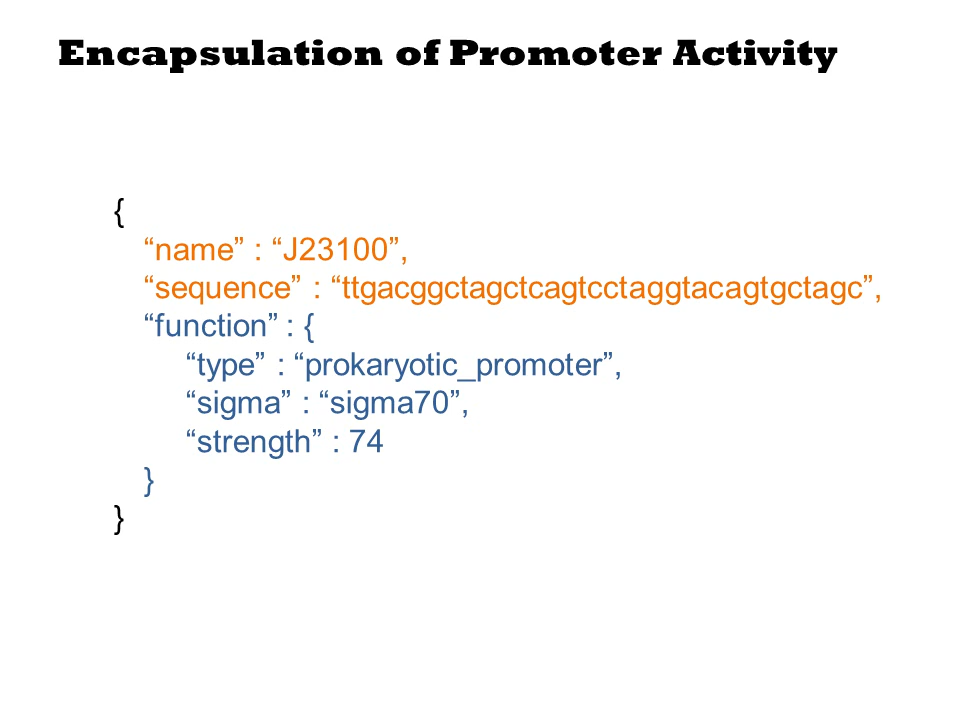 Encapsulation of Promoter Activity
{
“name” : “J23100”,
“sequence” : “ttgacggctagctcagtcctaggtacagtgctagc”,
“function” : {
“type” : “prokaryotic_promoter”,
“sigma” : “sigma70”,
“strength” : 74
}
}